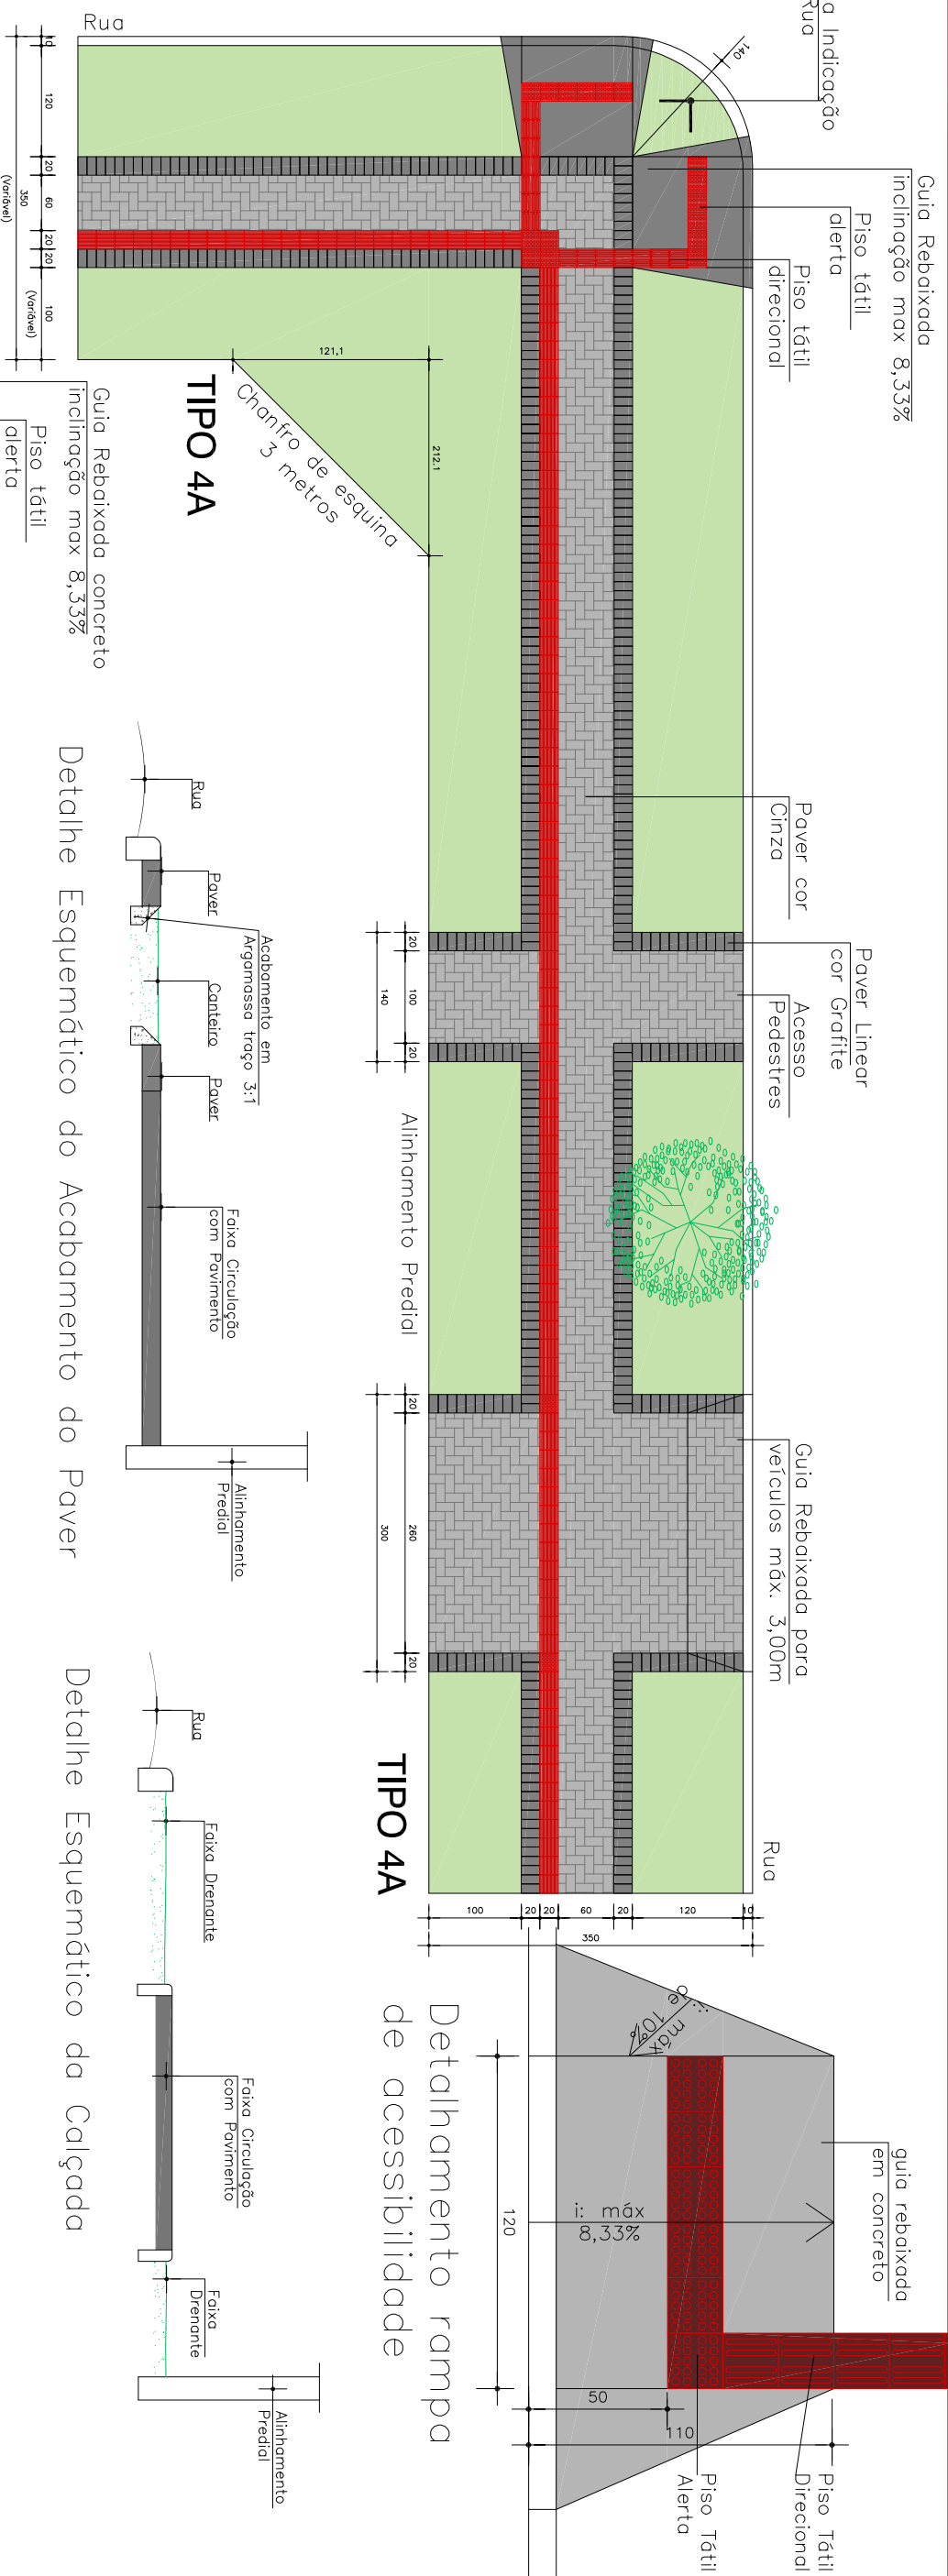 Rua
a Indicação
Rua
Guia Rebaixada
inclinação max 8,33%
Piso tátil
alerta
Piso tátil
direcional
140
10
120
20
60
20
20
100
(Variável)
350
(Variável)
121,1
212.1
Chanfro de esquina
3 metros
TIPO 4A
Guia Rebaixada concreto
inclinação max 8,33%
Piso tátil
alerta
Paver cor
Cinza
Paver Linear
cor Grafite
Acesso
Pedestres
20
100
20
140
Alinhamento Predial
Guia Rebaixada para
veículos máx. 3,00m
20
260
20
300
TIPO 4A
Rua
100
20
20
60
20
120
10
350
Rua
Paver
Acabamento em
Argamassa traço 3:1
Canteiro
Paver
Faixa Circulação
com Pavimento
Alinhamento
Predial
Detalhe Esquemático do Acabamento do Paver
Rua
Faixa Drenante
Faixa Circulação
com Pavimento
Faixa
Drenante
Alinhamento
Predial
Detalhe Esquemático da Calçada
i: máx
8,33%
i: máx
de 10%
guia rebaixada
em concreto
120
50
110
Piso Tátil
Direcional
Piso Tátil
Alerta
Detalhamento rampa
de acessibilidade